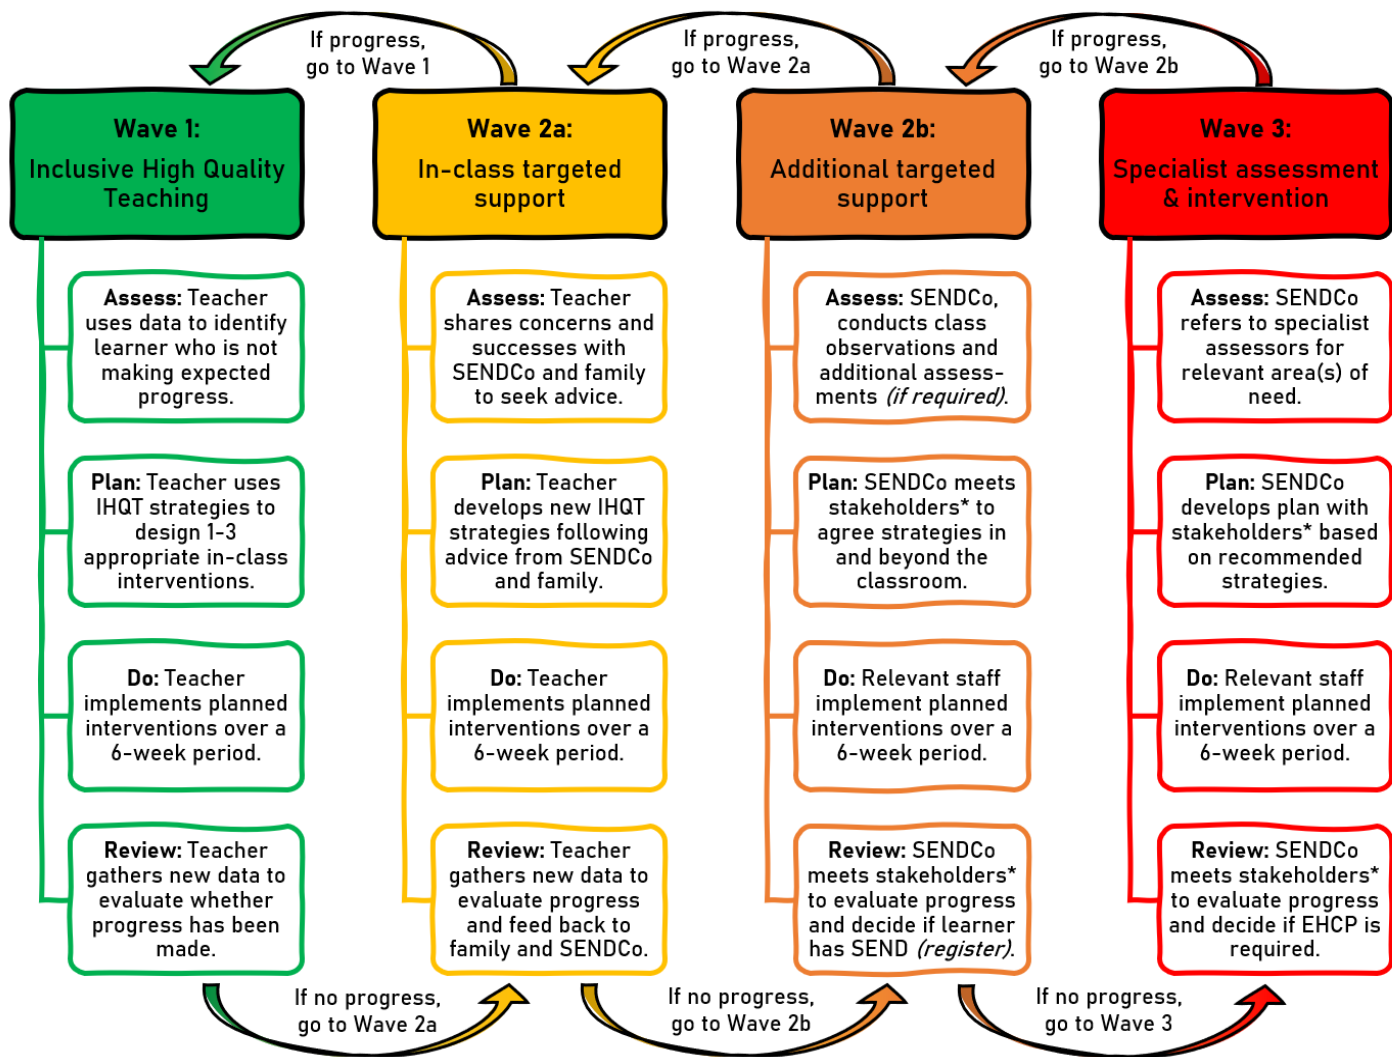 If progress,
go to Wave 1
If progress,
go to Wave 2a
If progress,
go to Wave 2b
Wave 1:
Inclusive High Quality
Teaching
Assess: Teacher
uses data to identify
learner who is not
making expected
progress.
Plan: Teacher uses
IHQT strategies to
design 1-3
appropriate in-class
interventions.
Do: Teacher
implements planned
interventions over a
6-week period.
Review: Teacher
gathers new data to
evaluate whether
progress has been
made.
Wave 2a:
In-class targeted
support
Assess: Teacher
shares concerns and
successes with
SENDCo and family
to seek advice.
Plan: Teacher
develops new IHQT
strategies following
advice from SENDCo
and family.
Do: Teacher
implements planned
interventions over a
6-week period.
Review: Teacher
gathers new data to
evaluate progress
and feed back to
family and SENDCo.
Wave 2b:
Additional targeted
support
Assess: SENDCo,
conducts class
observations and
additional assess-
ments (if required).
Plan: SENDCo meets
stakeholders* to
agree strategies in
and beyond the
classroom.
Do: Relevant staff
implement planned
interventions over a
6-week period.
Review: SENDCo
meets stakeholders*
to evaluate progress
and decide if learner
has SEND (register).
Wave 3:
Specialist assessment
& intervention
Assess: SENDCo
refers to specialist
assessors for
relevant area(s) of
need.
Plan: SENDCo
develops plan with
stakeholders* based
on recommended
strategies.
Do: Relevant staff
implement planned
interventions over a
6-week period.
Review: SENDCo
meets stakeholders*
to evaluate progress
and decide if EHCP is
required.
If no progress,
go to Wave 2a
If no progress,
go to Wave 2b
If no progress,
go to Wave 3